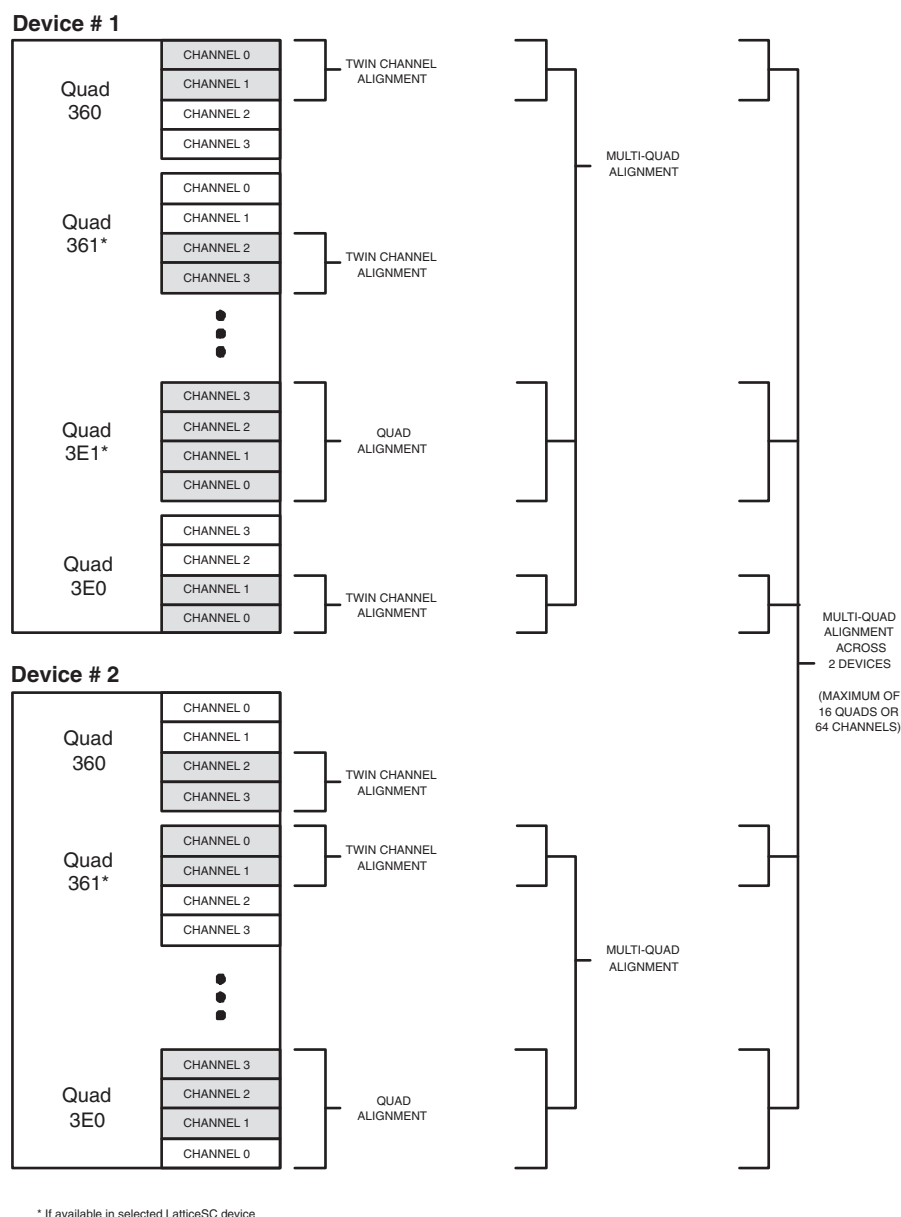 Device # 1
Quad
360
CHANNEL 0
CHANNEL 1
CHANNEL 2
CHANNEL 3
TWIN CHANNEL
ALIGNMENT
MULTI-QUAD
ALIGNMENT
Quad
361*
CHANNEL 0
CHANNEL 1
CHANNEL 2
CHANNEL 3
TWIN CHANNEL
ALIGNMENT
Quad
3E1*
CHANNEL 3
CHANNEL 2
CHANNEL 1
CHANNEL 0
QUAD
ALIGNMENT
Quad
3E0
CHANNEL 3
CHANNEL 2
CHANNEL 1
CHANNEL 0
TWIN CHANNEL
ALIGNMENT
MULTI-QUAD
ALIGNMENT
ACROSS
2 DEVICES
(MAXIMUM OF
16 QUADS OR
64 CHANNELS)
Device # 2
Quad
360
CHANNEL 0
CHANNEL 1
CHANNEL 2
CHANNEL 3
TWIN CHANNEL
ALIGNMENT
Quad
361*
CHANNEL 0
CHANNEL 1
CHANNEL 2
CHANNEL 3
TWIN CHANNEL
ALIGNMENT
MULTI-QUAD
ALIGNMENT
Quad
3E0
CHANNEL 3
CHANNEL 2
CHANNEL 1
CHANNEL 0
QUAD
ALIGNMENT
* If available in selected LatticeSC device